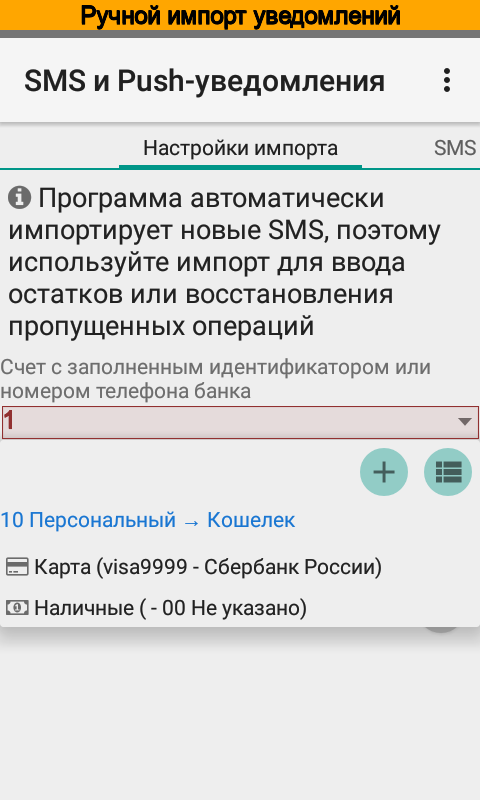 Ручной импорт уведомлений
SMS и Push-уведомления
Настройки импорта
SMS
Программа автоматически
импортирует новые SMS, поэтому
используйте импорт для ввода
остатков или восстановления
пропущенных операций
Счет с заполненным идентификатором или
номером телефона банка
1
10 Персональный → Кошелек
Карта (visa9999 - Сбербанк России)
Наличные ( - 00 Не указано)